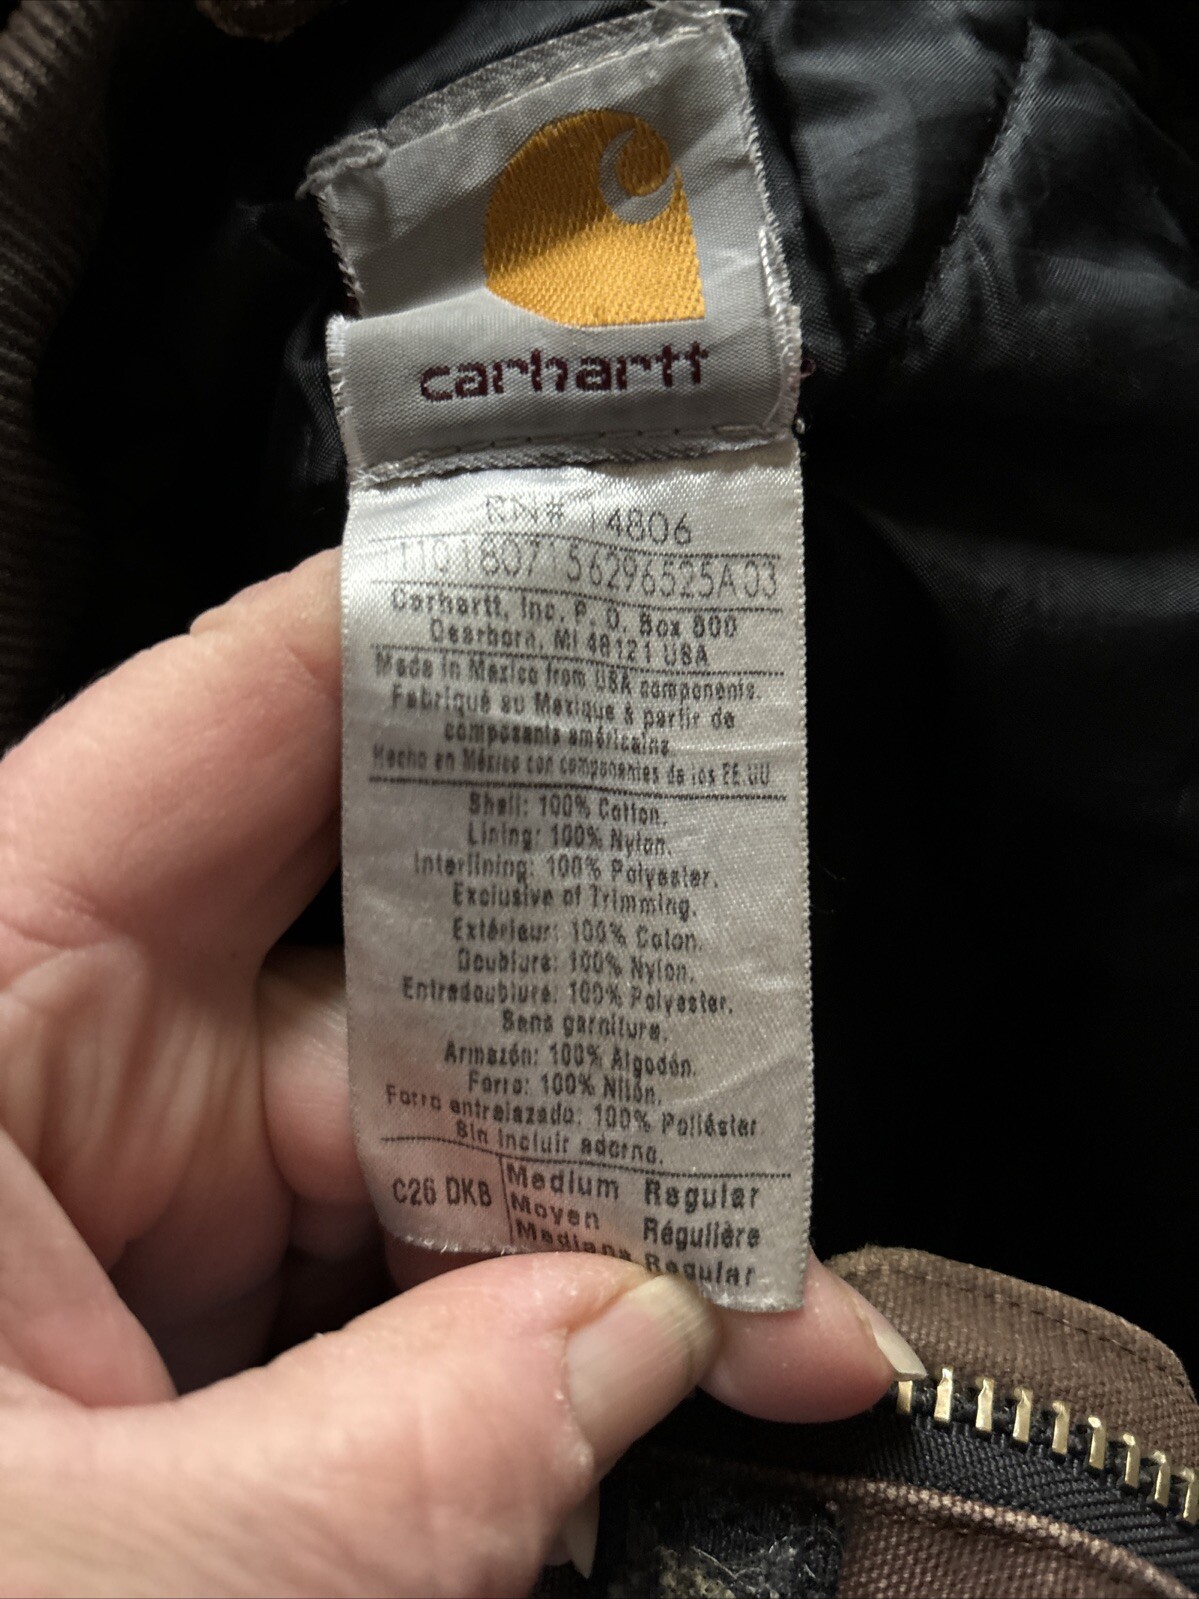 carhartt
RN# 14806
11101807156296525A03
Carhartt, Inc. P. O. Box 600
Dearborn, MI 48121 USA
Made in Mexico from USA components.
Fabriqué au Mexique à partir de
composants américains
Hecho en México con componentes de los EE.UU.
Shell: 100% Cotton.
Lining: 100% Nylon.
Interlining: 100% Polyester.
Exclusive of Trimming.
Extérieur: 100% Coton.
Doublure: 100% Nylon.
Entredoublure: 100% Polyester.
Sans garniture.
Armazón: 100% Algodón.
Forro: 100% Nilón.
Forro entrelazado: 100% Poliéster
Sin incluir adorno.
C26 DKB
Medium Regular
Moyen Régulière
Mediano Regular